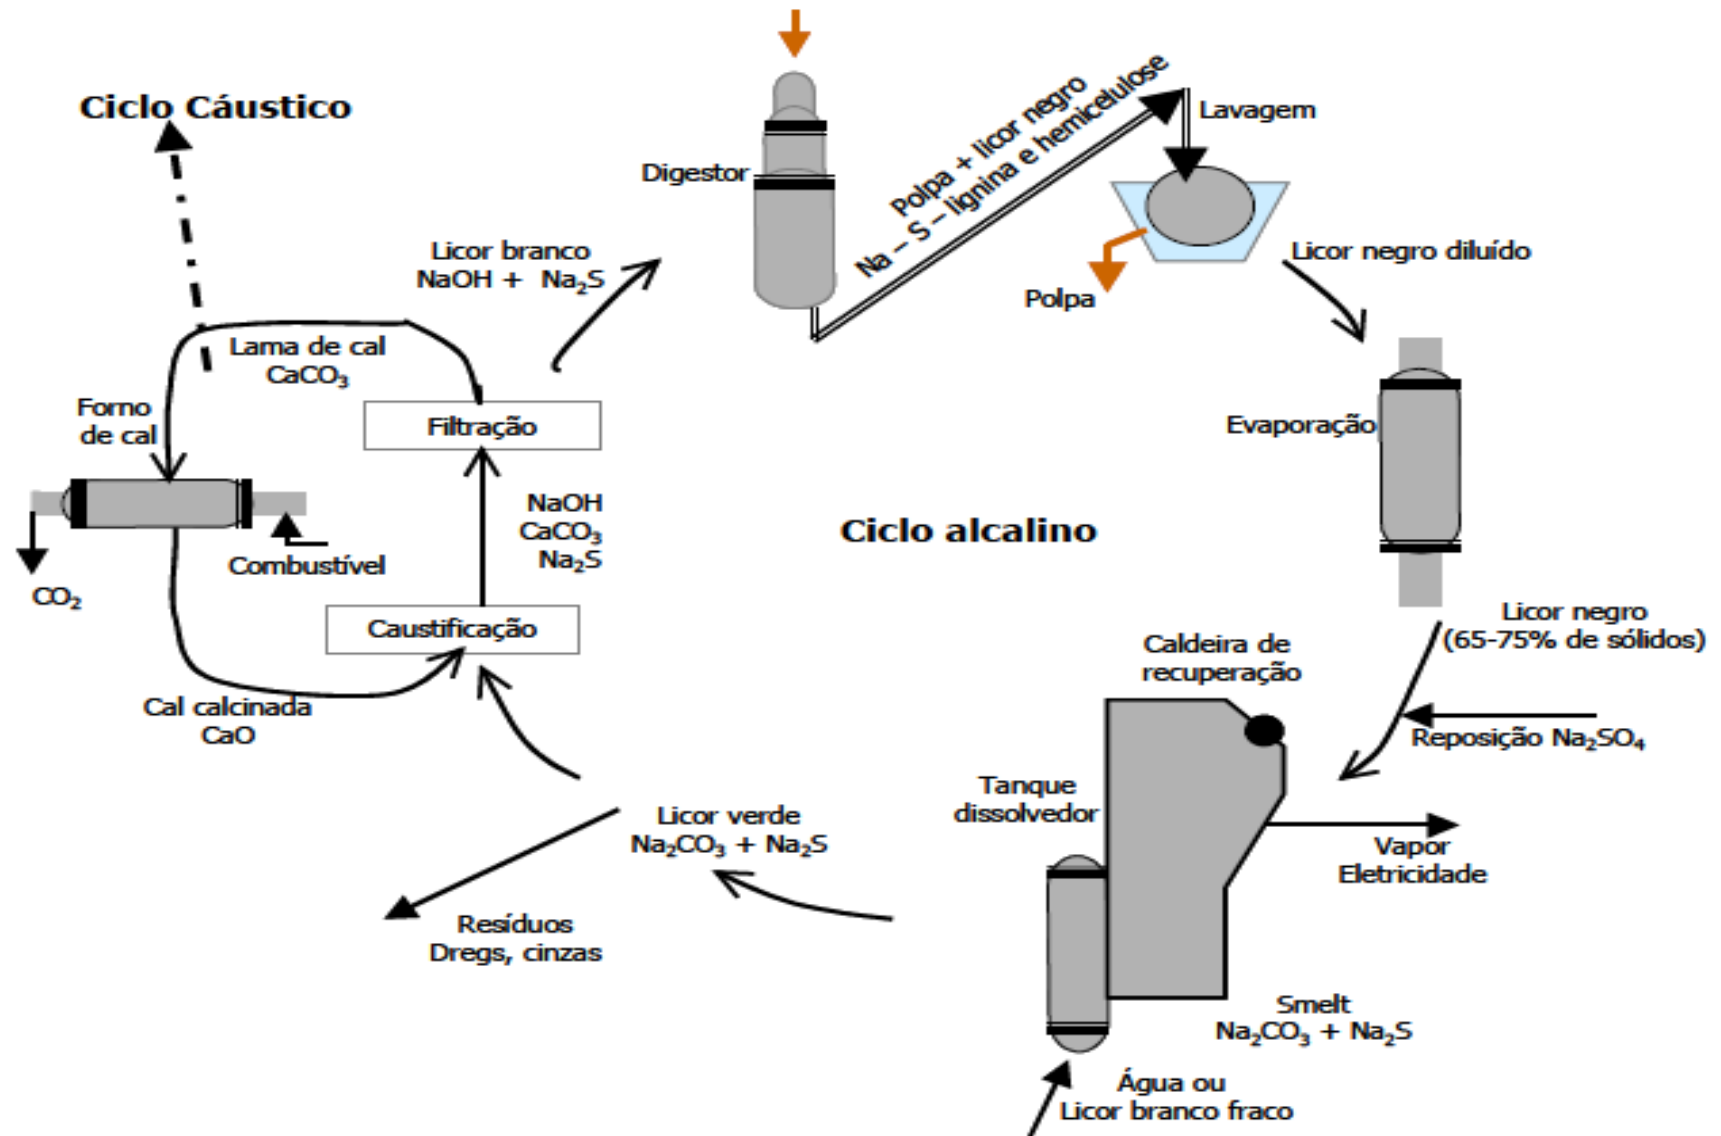 Ciclo Cáustico
Digestor
Polpa + licor negro
Na – S – lignina e hemicelulose
Lavagem
Polpa
Licor negro diluído
Licor branco
NaOH + Na₂S
Lama de cal
CaCO₃
Forno
de cal
Filtração
NaOH
CaCO₃
Na₂S
Combustível
CO₂
Caustificação
Cal calcinada
CaO
Ciclo alcalino
Evaporação
Licor negro
(65-75% de sólidos)
Caldeira de
recuperação
Reposição Na₂SO₄
Tanque
dissolvedor
Vapor
Eletricidade
Licor verde
Na₂CO₃ + Na₂S
Resíduos
Dregs, cinzas
Smelt
Na₂CO₃ + Na₂S
Água ou
Licor branco fraco